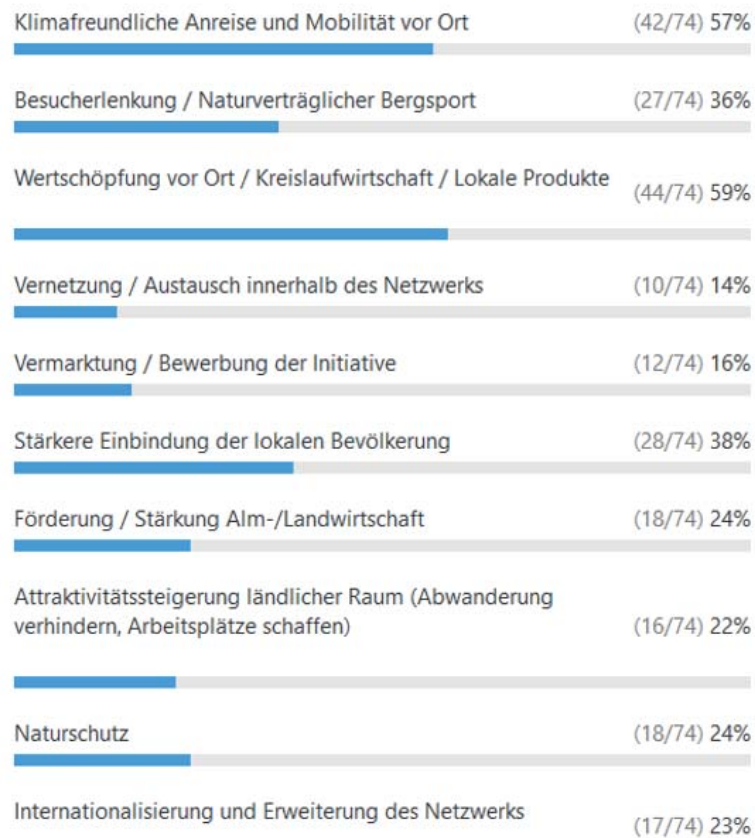 Klimafreundliche Anreise und Mobilität vor Ort (42/74) 57%
Besucherlenkung / Naturverträglicher Bergsport (27/74) 36%
Wertschöpfung vor Ort / Kreislaufwirtschaft / Lokale Produkte (44/74) 59%
Vernetzung / Austausch innerhalb des Netzwerks (10/74) 14%
Vermarktung / Bewerbung der Initiative (12/74) 16%
Stärkere Einbindung der lokalen Bevölkerung (28/74) 38%
Förderung / Stärkung Alm-/Landwirtschaft (18/74) 24%
Attraktivitätssteigerung ländlicher Raum (Abwanderung
verhindern, Arbeitsplätze schaffen) (16/74) 22%
Naturschutz (18/74) 24%
Internationalisierung und Erweiterung des Netzwerks (17/74) 23%